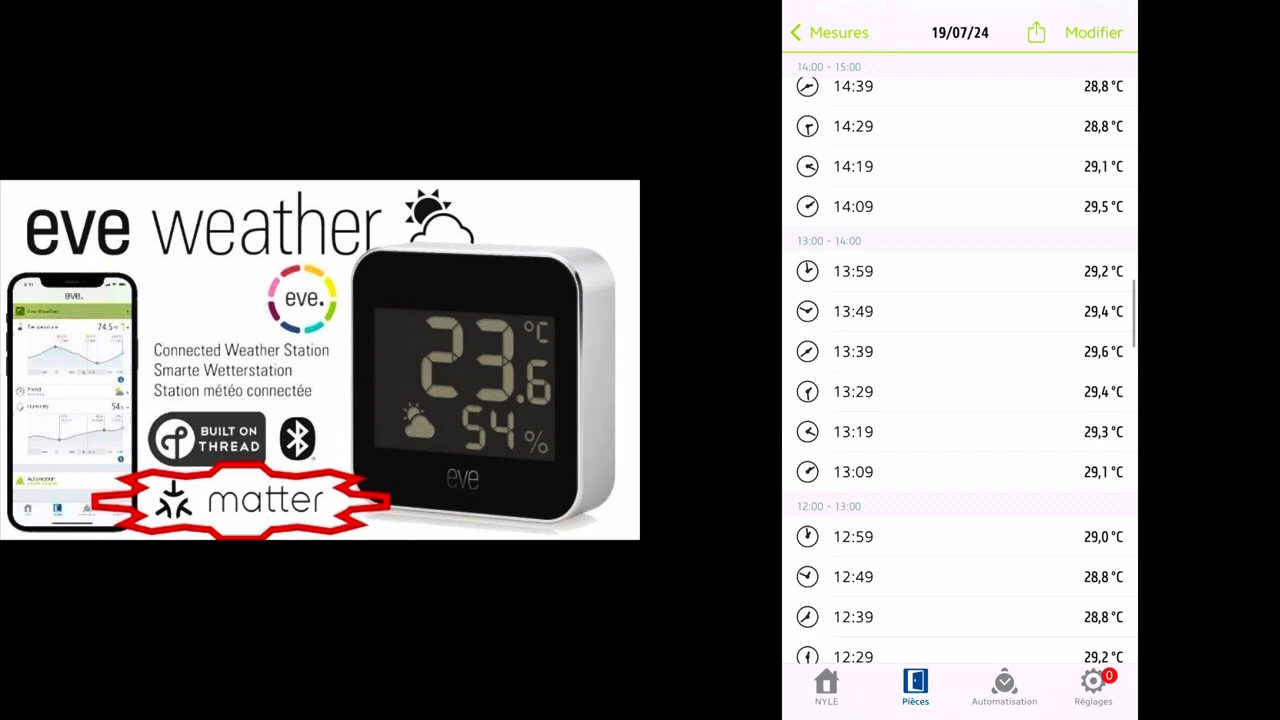 eve weather
eve.
Connected Weather Station
Smarte Wetterstation
Station météo connectée
BUILT ON
THREAD
matter
eve.
Eve Weather
Temperature
74.5
Trend
Humidity
54
Automation
23.6 °C
54 %
eve
Mesures
19/07/24
Modifier
14:00 - 15:00
14:39 28,8 °C
14:29 28,8 °C
14:19 29,1 °C
14:09 29,5 °C
13:00 - 14:00
13:59 29,2 °C
13:49 29,4 °C
13:39 29,6 °C
13:29 29,4 °C
13:19 29,3 °C
13:09 29,1 °C
12:00 - 13:00
12:59 29,0 °C
12:49 28,8 °C
12:39 28,8 °C
12:29 29,2 °C
0
NYLE
Pièces
Automatisation
Réglages